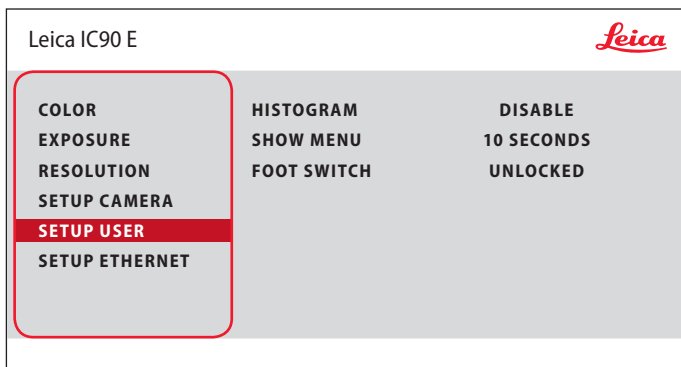 Leica IC90 E
Leica
COLOR HISTOGRAM DISABLE
EXPOSURE SHOW MENU 10 SECONDS
RESOLUTION FOOT SWITCH UNLOCKED
SETUP CAMERA
SETUP USER
SETUP ETHERNET